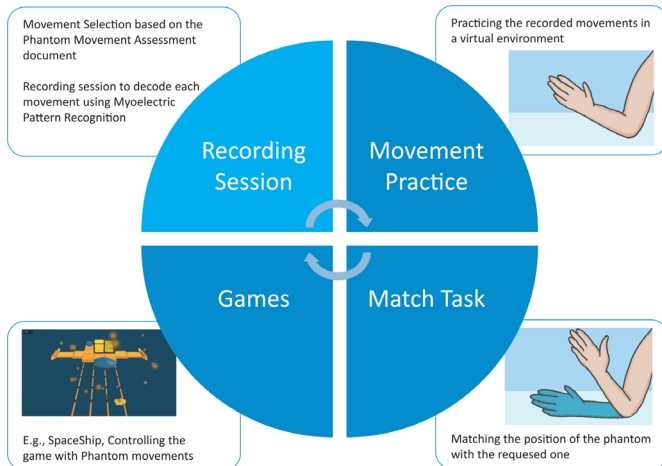 Movement Selection based on the
Phantom Movement Assessment
document
Recording session to decode each
movement using Myoelectric
Pattern Recognition
Practicing the recorded movements in
a virtual environment
Recording
Session
Movement
Practice
Games
Match Task
E.g., SpaceShip, Controlling the
game with Phantom movements
Matching the position of the phantom
with the requesed one